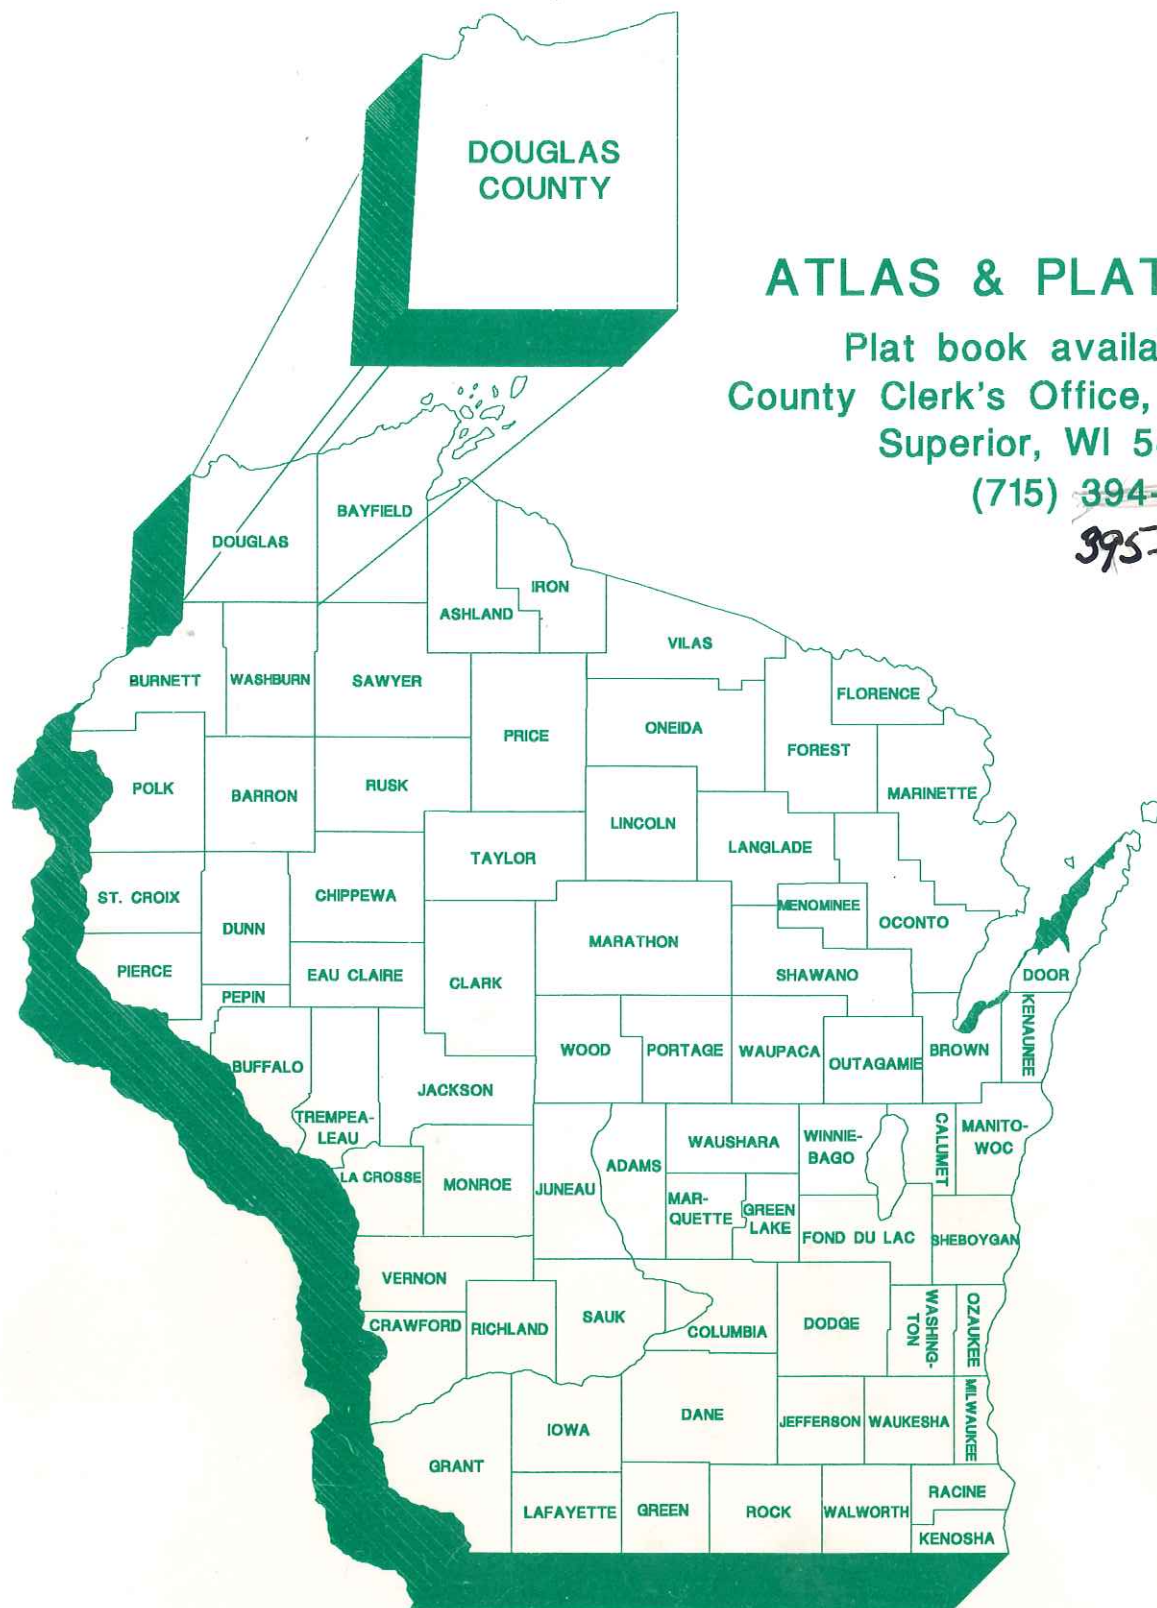 DOUGLAS
COUNTY
ATLAS & PLAT
Plat book availa
County Clerk's Office,
Superior, WI 5
(715) 394-
395-
DOUGLAS
BAYFIELD
ASHLAND
IRON
VILAS
BURNETT
WASHBURN
SAWYER
PRICE
ONEIDA
FLORENCE
FOREST
MARINETTE
POLK
BARRON
RUSK
LINCOLN
LANGLADE
TAYLOR
ST. CROIX
DUNN
CHIPPEWA
MENOMINEE
OCONTO
MARATHON
CLARK
SHAWANO
PIERCE
EAU CLAIRE
DOOR
PEPIN
KENAUNEE
WOOD
PORTAGE
WAUPACA
OUTAGAMIE
BROWN
BUFFALO
JACKSON
TREMPEA-
LEAU
WAUSHARA
WINNIE-
BAGO
CALUMET
MANITO-
WOC
LA CROSSE
MONROE
JUNEAU
ADAMS
MAR-
QUETTE
GREEN
LAKE
FOND DU LAC
SHEBOYGAN
VERNON
CRAWFORD
RICHLAND
SAUK
COLUMBIA
DODGE
WASHING-
TON
OZAUKEE
IOWA
DANE
JEFFERSON
WAUKESHA
MILWAUKEE
GRANT
LAFAYETTE
GREEN
ROCK
WALWORTH
RACINE
KENOSHA